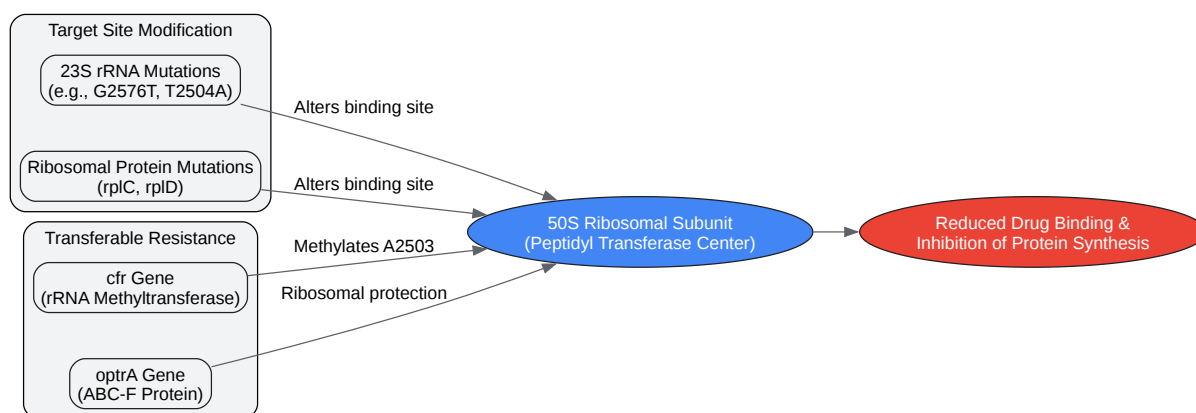 Target Site Modification
23S rRNA Mutations
(e.g., G2576T, T2504A)
Alters binding site
Ribosomal Protein Mutations
(rplC, rplD)
Alters binding site
50S Ribosomal Subunit
(Peptidyl Transferase Center)
Reduced Drug Binding &
Inhibition of Protein Synthesis
Transferable Resistance
Methylates A2503
cfr Gene
(rRNA Methyltransferase)
Ribosomal protection
optrA Gene
(ABC-F Protein)